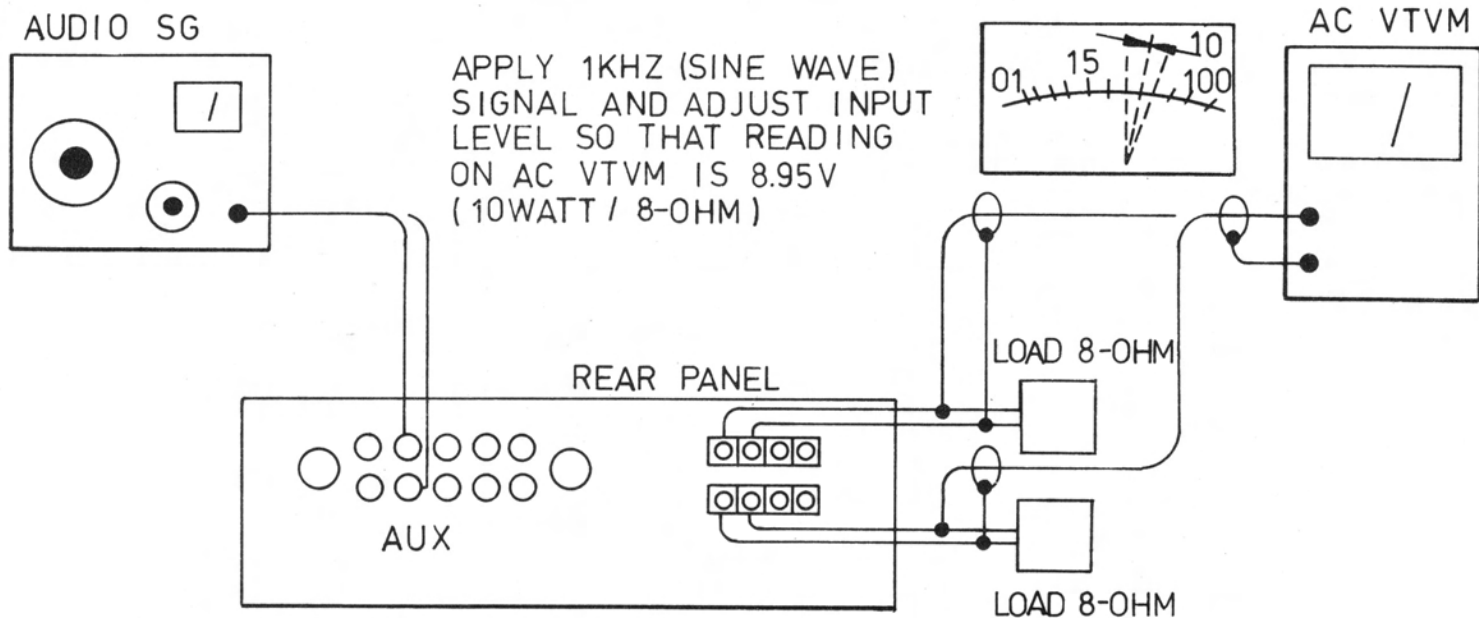 AUDIO SG
APPLY 1KHZ (SINE WAVE)
SIGNAL AND ADJUST INPUT
LEVEL SO THAT READING
ON AC VTVM IS 8.95V
(10WATT / 8-OHM)
10
15
01
100
AC VTVM
REAR PANEL
LOAD 8-OHM
AUX
LOAD 8-OHM